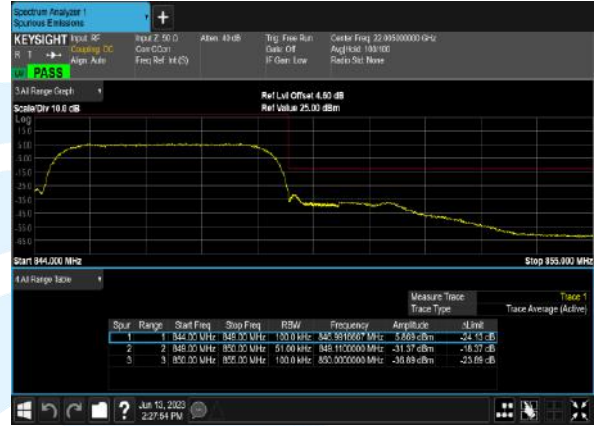 Spectrum Analyzer 1
Spurious Emissions
+
KEYSIGHT Input: RF Input Z: 50 Ω Atten: 40 dB Trig: Free Run Center Freq: 22.005000000 GHz
R T Coupling: DC Corr CCorr Gate: Off Avg|Hold: 100/100
Align: Auto Freq Ref: Int (S) IF Gain: Low Radio Std: None
PASS
3 All Range Graph Ref Lvl Offset 4.60 dB
Scale/Div 10.0 dB Ref Value 25.00 dBm
Log
15.0
5.00
-5.00
-15.0
-25.0
-35.0
-45.0
-55.0
-65.0
Start 844.000 MHz Stop 855.000 MHz
4 All Range Table
Measure Trace Trace 1
Trace Type Trace Average (Active)
Spur Range Start Freq Stop Freq RBW Frequency Amplitude ΔLimit
1 1 844.00 MHz 849.00 MHz 100.0 kHz 5.869 dBm -24.13 dB
2 2 849.00 MHz 850.00 MHz 51.00 kHz 849.1100000 MHz -31.37 dBm -18.37 dB
3 3 850.00 MHz 855.00 MHz 100.0 kHz 850.0000000 MHz -36.89 dBm -23.89 dB
?
Jun 13, 2023
2:27:54 PM